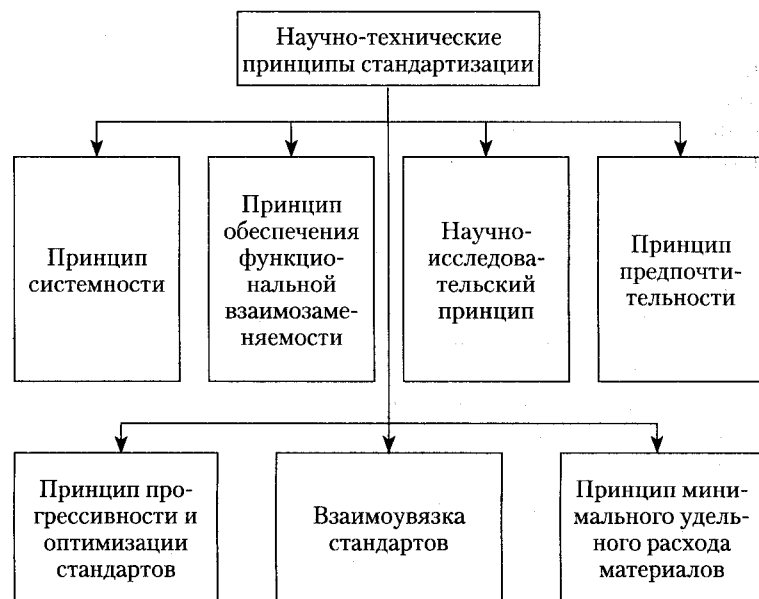 Научно-технические
принципы стандартизации
Принцип
системности
Принцип
обеспечения
функцио-
нальной
взаимозаме-
няемости
Научно-
исследова-
тельский
принцип
Принцип
предпочти-
тельности
Принцип про-
грессивности и
оптимизации
стандартов
Взаимоувязка
стандартов
Принцип мини-
мального удель-
ного расхода
материалов